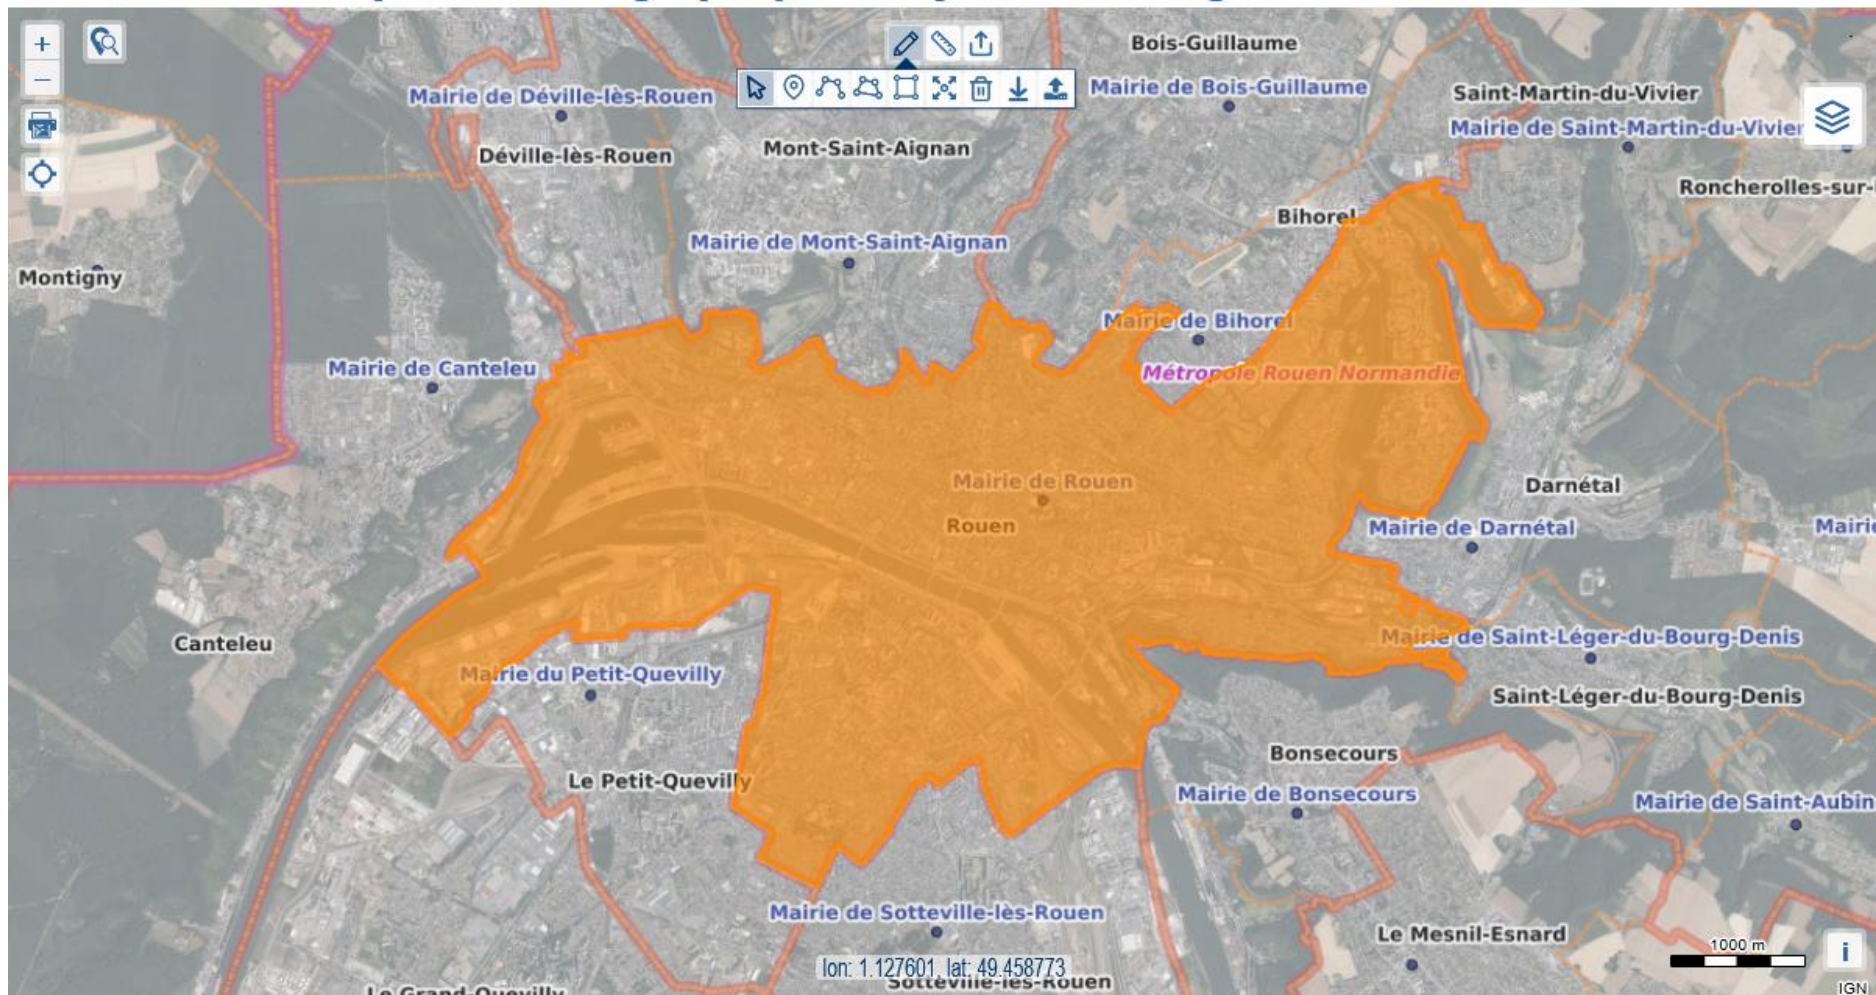 +
Bois-Guillaume
−
Mairie de Déville-lès-Rouen
Mairie de Bois-Guillaume
Saint-Martin-du-Vivier
Mairie de Saint-Martin-du-Vivier
Déville-lès-Rouen
Mont-Saint-Aignan
Roncherolles-sur-
Bihorel
Mairie de Mont-Saint-Aignan
Montigny
Mairie de Bihorel
Mairie de Canteleu
Métropole Rouen Normandie
Mairie de Rouen
Darnétal
Rouen
Mairie de Darnétal
Mairie
Canteleu
Mairie de Saint-Léger-du-Bourg-Denis
Mairie du Petit-Quevilly
Saint-Léger-du-Bourg-Denis
Bonsecours
Le Petit-Quevilly
Mairie de Bonsecours
Mairie de Saint-Aubin
Mairie de Sotteville-lès-Rouen
Le Mesnil-Esnard
1000 m
i
lon: 1.127601, lat: 49.458773
Sotteville-lès-Rouen
Le Grand-Quevilly
IGN